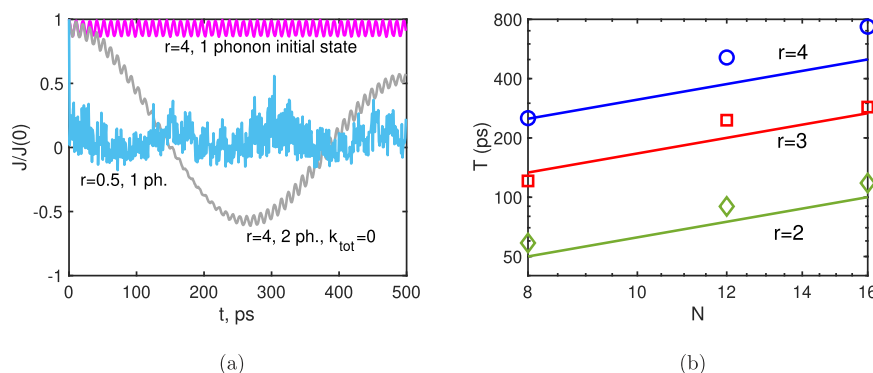 1
0.5
0
-0.5
-1
J/J(0)
r=4, 1 phonon initial state
r=0.5, 1 ph.
r=4, 2 ph., k_tot=0
0 100 200 300 400 500
t, ps
(a)
800
400
200
100
50
T (ps)
r=4
r=3
r=2
8 10 12 14 16
N
(b)